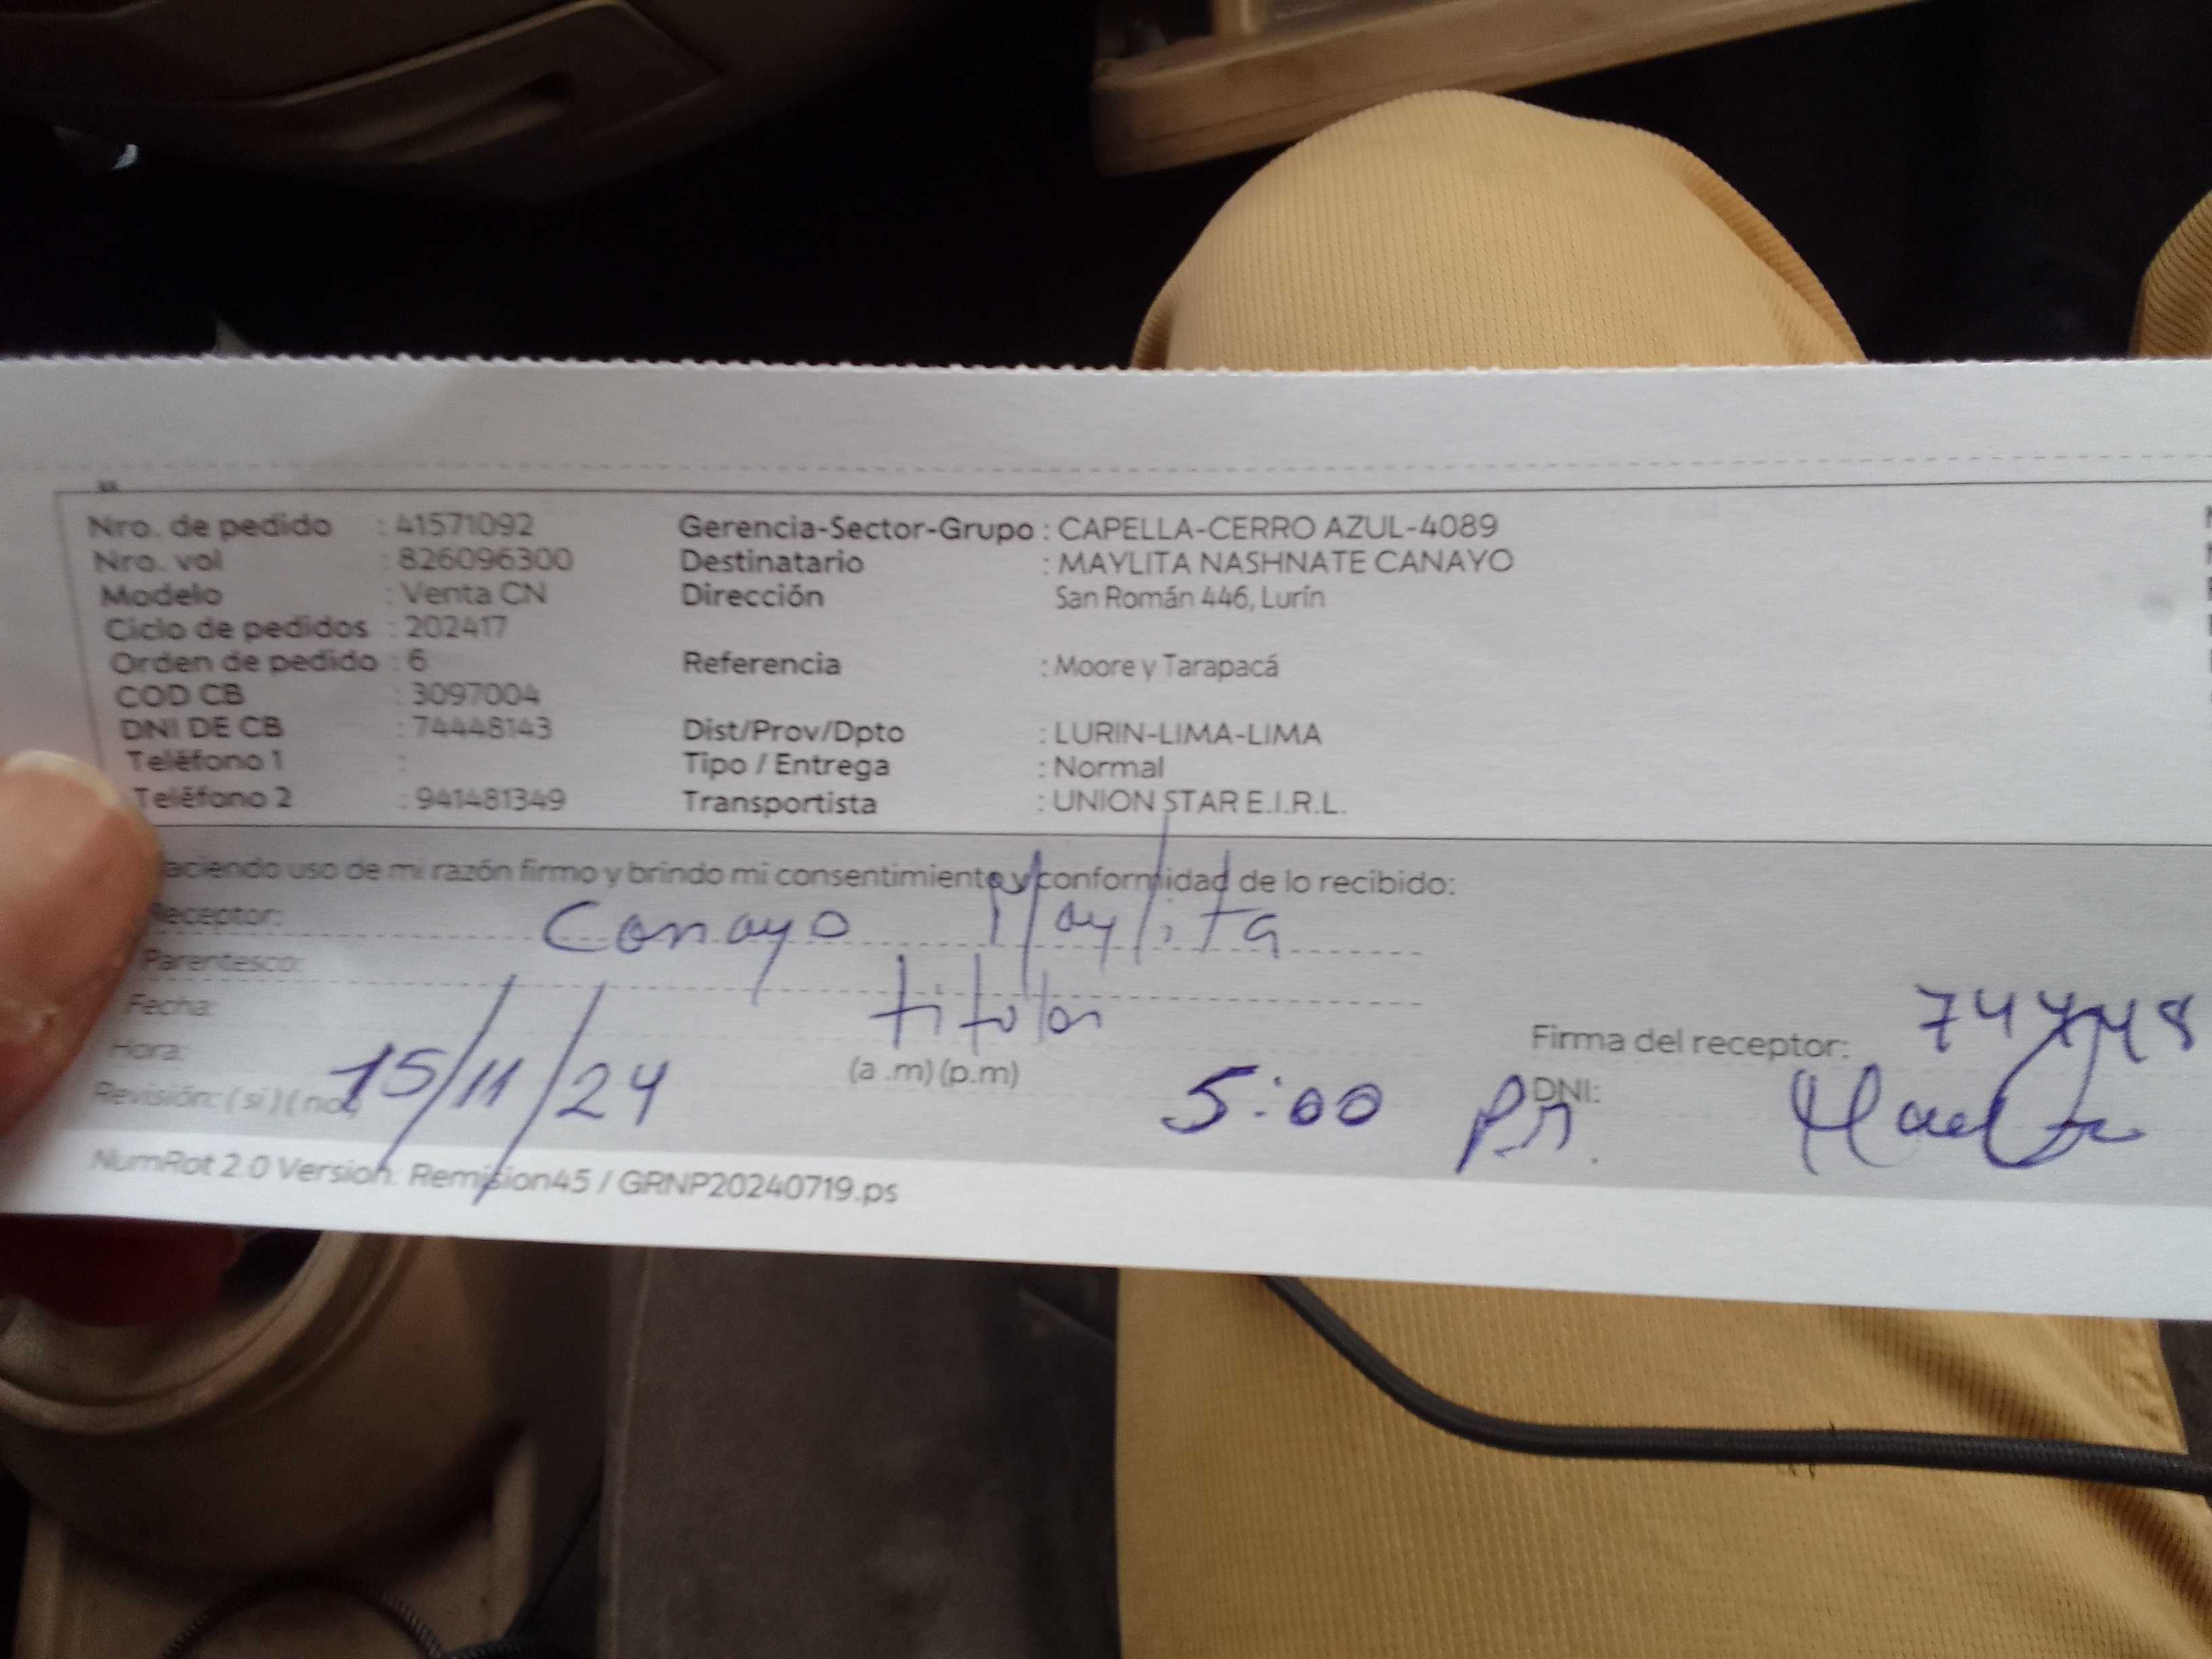 Nro. de pedido : 41571092 Gerencia-Sector-Grupo : CAPELLA-CERRO AZUL-4089
Nro. vol : 826096300 Destinatario : MAYLITA NASHNATE CANAYO
Modelo : Venta CN Dirección San Román 446, Lurín
Ciclo de pedidos : 202417
Orden de pedido : 6 Referencia : Moore y Tarapacá
COD CB : 3097004
DNI DE CB : 74448143 Dist/Prov/Dpto : LURIN-LIMA-LIMA
Teléfono 1 : Tipo / Entrega : Normal
Teléfono 2 : 941481349 Transportista : UNION STAR E.I.R.L.
aciendo uso de mi razón firmo y brindo mi consentimiento y conformidad de lo recibido:
Receptor: Canayo Maylita
Parentesco: titular
Fecha: 15/11/24
Hora: (a .m) (p.m) 5:00 Pm. Firma del receptor: 74448
Revisión: ( si ) ( no) DNI:
NumRot 2.0 Version: Remision45 / GRNP20240719.ps